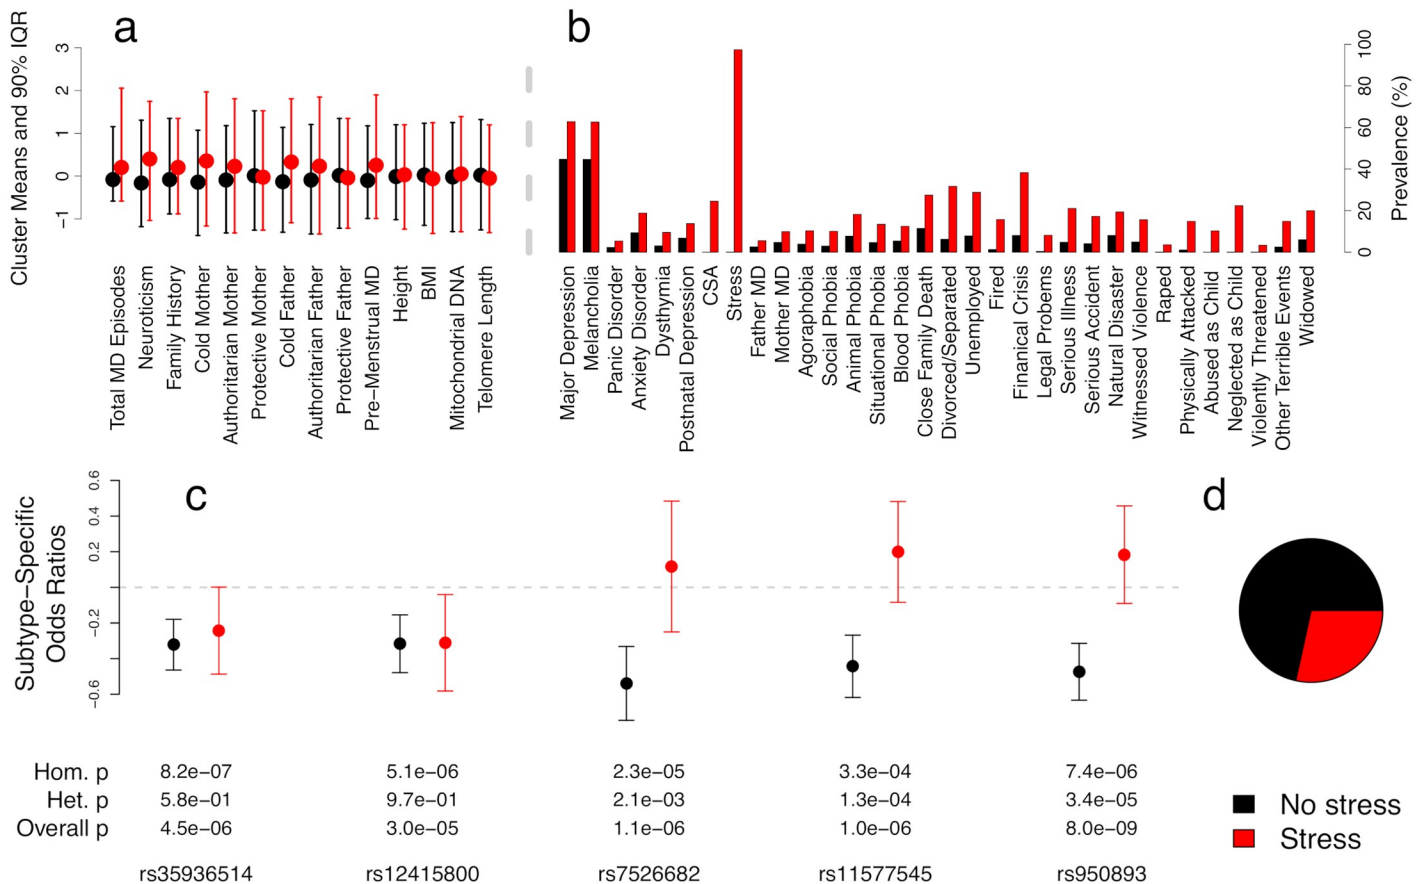 a
Cluster Means and 90% IQR
3
2
1
0
−1
Total MD Episodes
Neuroticism
Family History
Cold Mother
Authoritarian Mother
Protective Mother
Cold Father
Authoritarian Father
Protective Father
Pre−Menstrual MD
Height
BMI
Mitochondrial DNA
Telomere Length
b
Prevalence (%)
100
80
60
40
20
0
Major Depression
Melancholia
Panic Disorder
Anxiety Disorder
Dysthymia
Postnatal Depression
CSA
Stress
Father MD
Mother MD
Agoraphobia
Social Phobia
Animal Phobia
Situational Phobia
Blood Phobia
Close Family Death
Divorced/Separated
Unemployed
Fired
Finanical Crisis
Legal Probems
Serious Illness
Serious Accident
Natural Disaster
Witnessed Violence
Raped
Physically Attacked
Abused as Child
Neglected as Child
Violently Threatened
Other Terrible Events
Widowed
c
Subtype−Specific
Odds Ratios
0.6
0.4
0.2
−0.2
−0.6
Hom. p 8.2e−07 5.1e−06 2.3e−05 3.3e−04 7.4e−06
Het. p 5.8e−01 9.7e−01 2.1e−03 1.3e−04 3.4e−05
Overall p 4.5e−06 3.0e−05 1.1e−06 1.0e−06 8.0e−09
rs35936514 rs12415800 rs7526682 rs11577545 rs950893
d
No stress
Stress